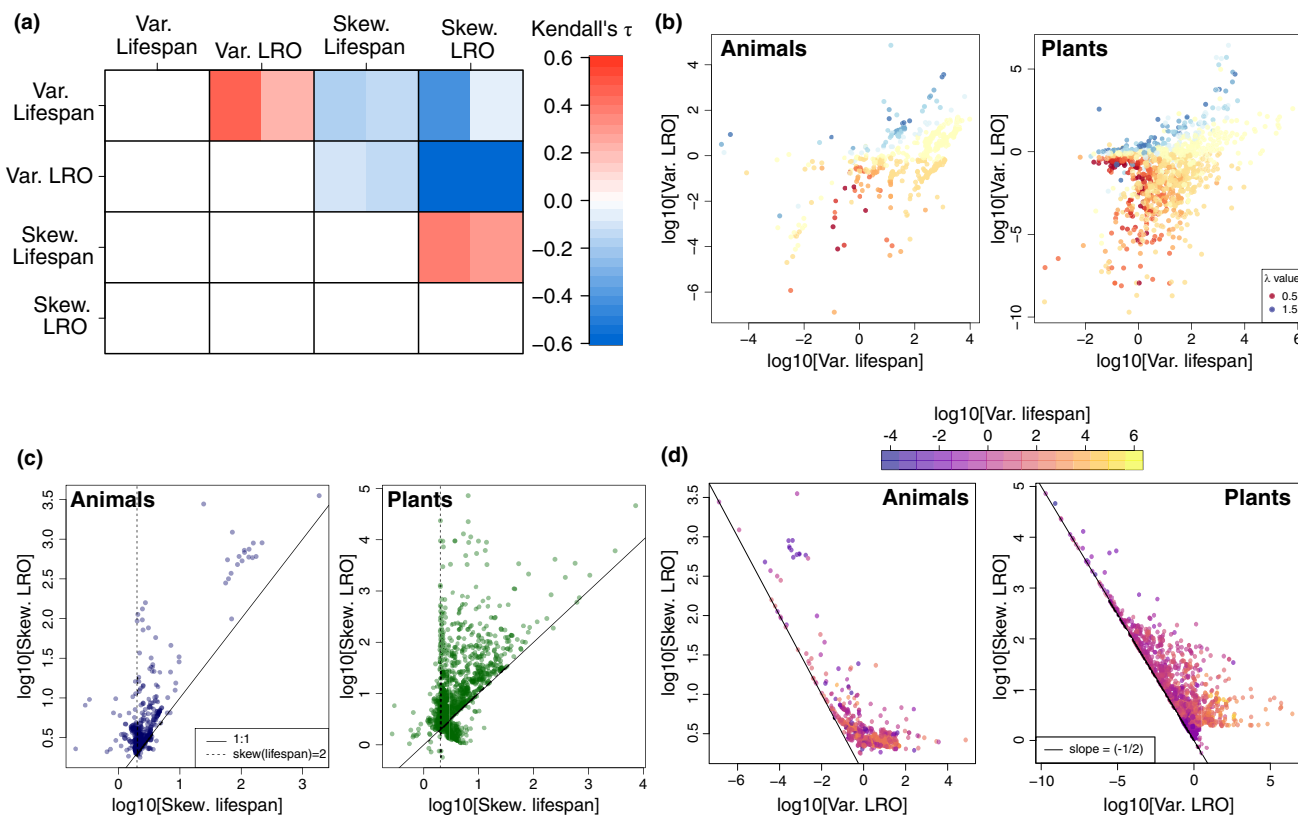 (a)
Var.
Lifespan
Var. LRO
Skew.
Lifespan
Skew.
LRO
Kendall's τ
Var.
Lifespan
Var. LRO
Skew.
Lifespan
Skew.
LRO
0.6
0.4
0.2
0.0
−0.2
−0.4
−0.6
(b)
Animals
log10[Var. LRO]
4
2
0
−2
−4
−6
−4
−2
0
2
4
log10[Var. lifespan]
Plants
log10[Var. LRO]
5
0
−5
−10
−4
−2
0
2
4
6
log10[Var. lifespan]
λ value
0.5
1.5
(c)
Animals
log10[Skew. LRO]
3.5
3.0
2.5
2.0
1.5
1.0
0.5
0
1
2
3
log10[Skew. lifespan]
1:1
skew(lifespan)=2
Plants
log10[Skew. LRO]
5
4
3
2
1
0
0
1
2
3
4
log10[Skew. lifespan]
log10[Var. lifespan]
-4 -2 0 2 4 6
(d)
Animals
log10[Skew. LRO]
3.5
3.0
2.5
2.0
1.5
1.0
0.5
−6
−4
−2
0
2
4
log10[Var. LRO]
Plants
log10[Skew. LRO]
5
4
3
2
1
0
−10
−5
0
5
log10[Var. LRO]
slope = (-1/2)